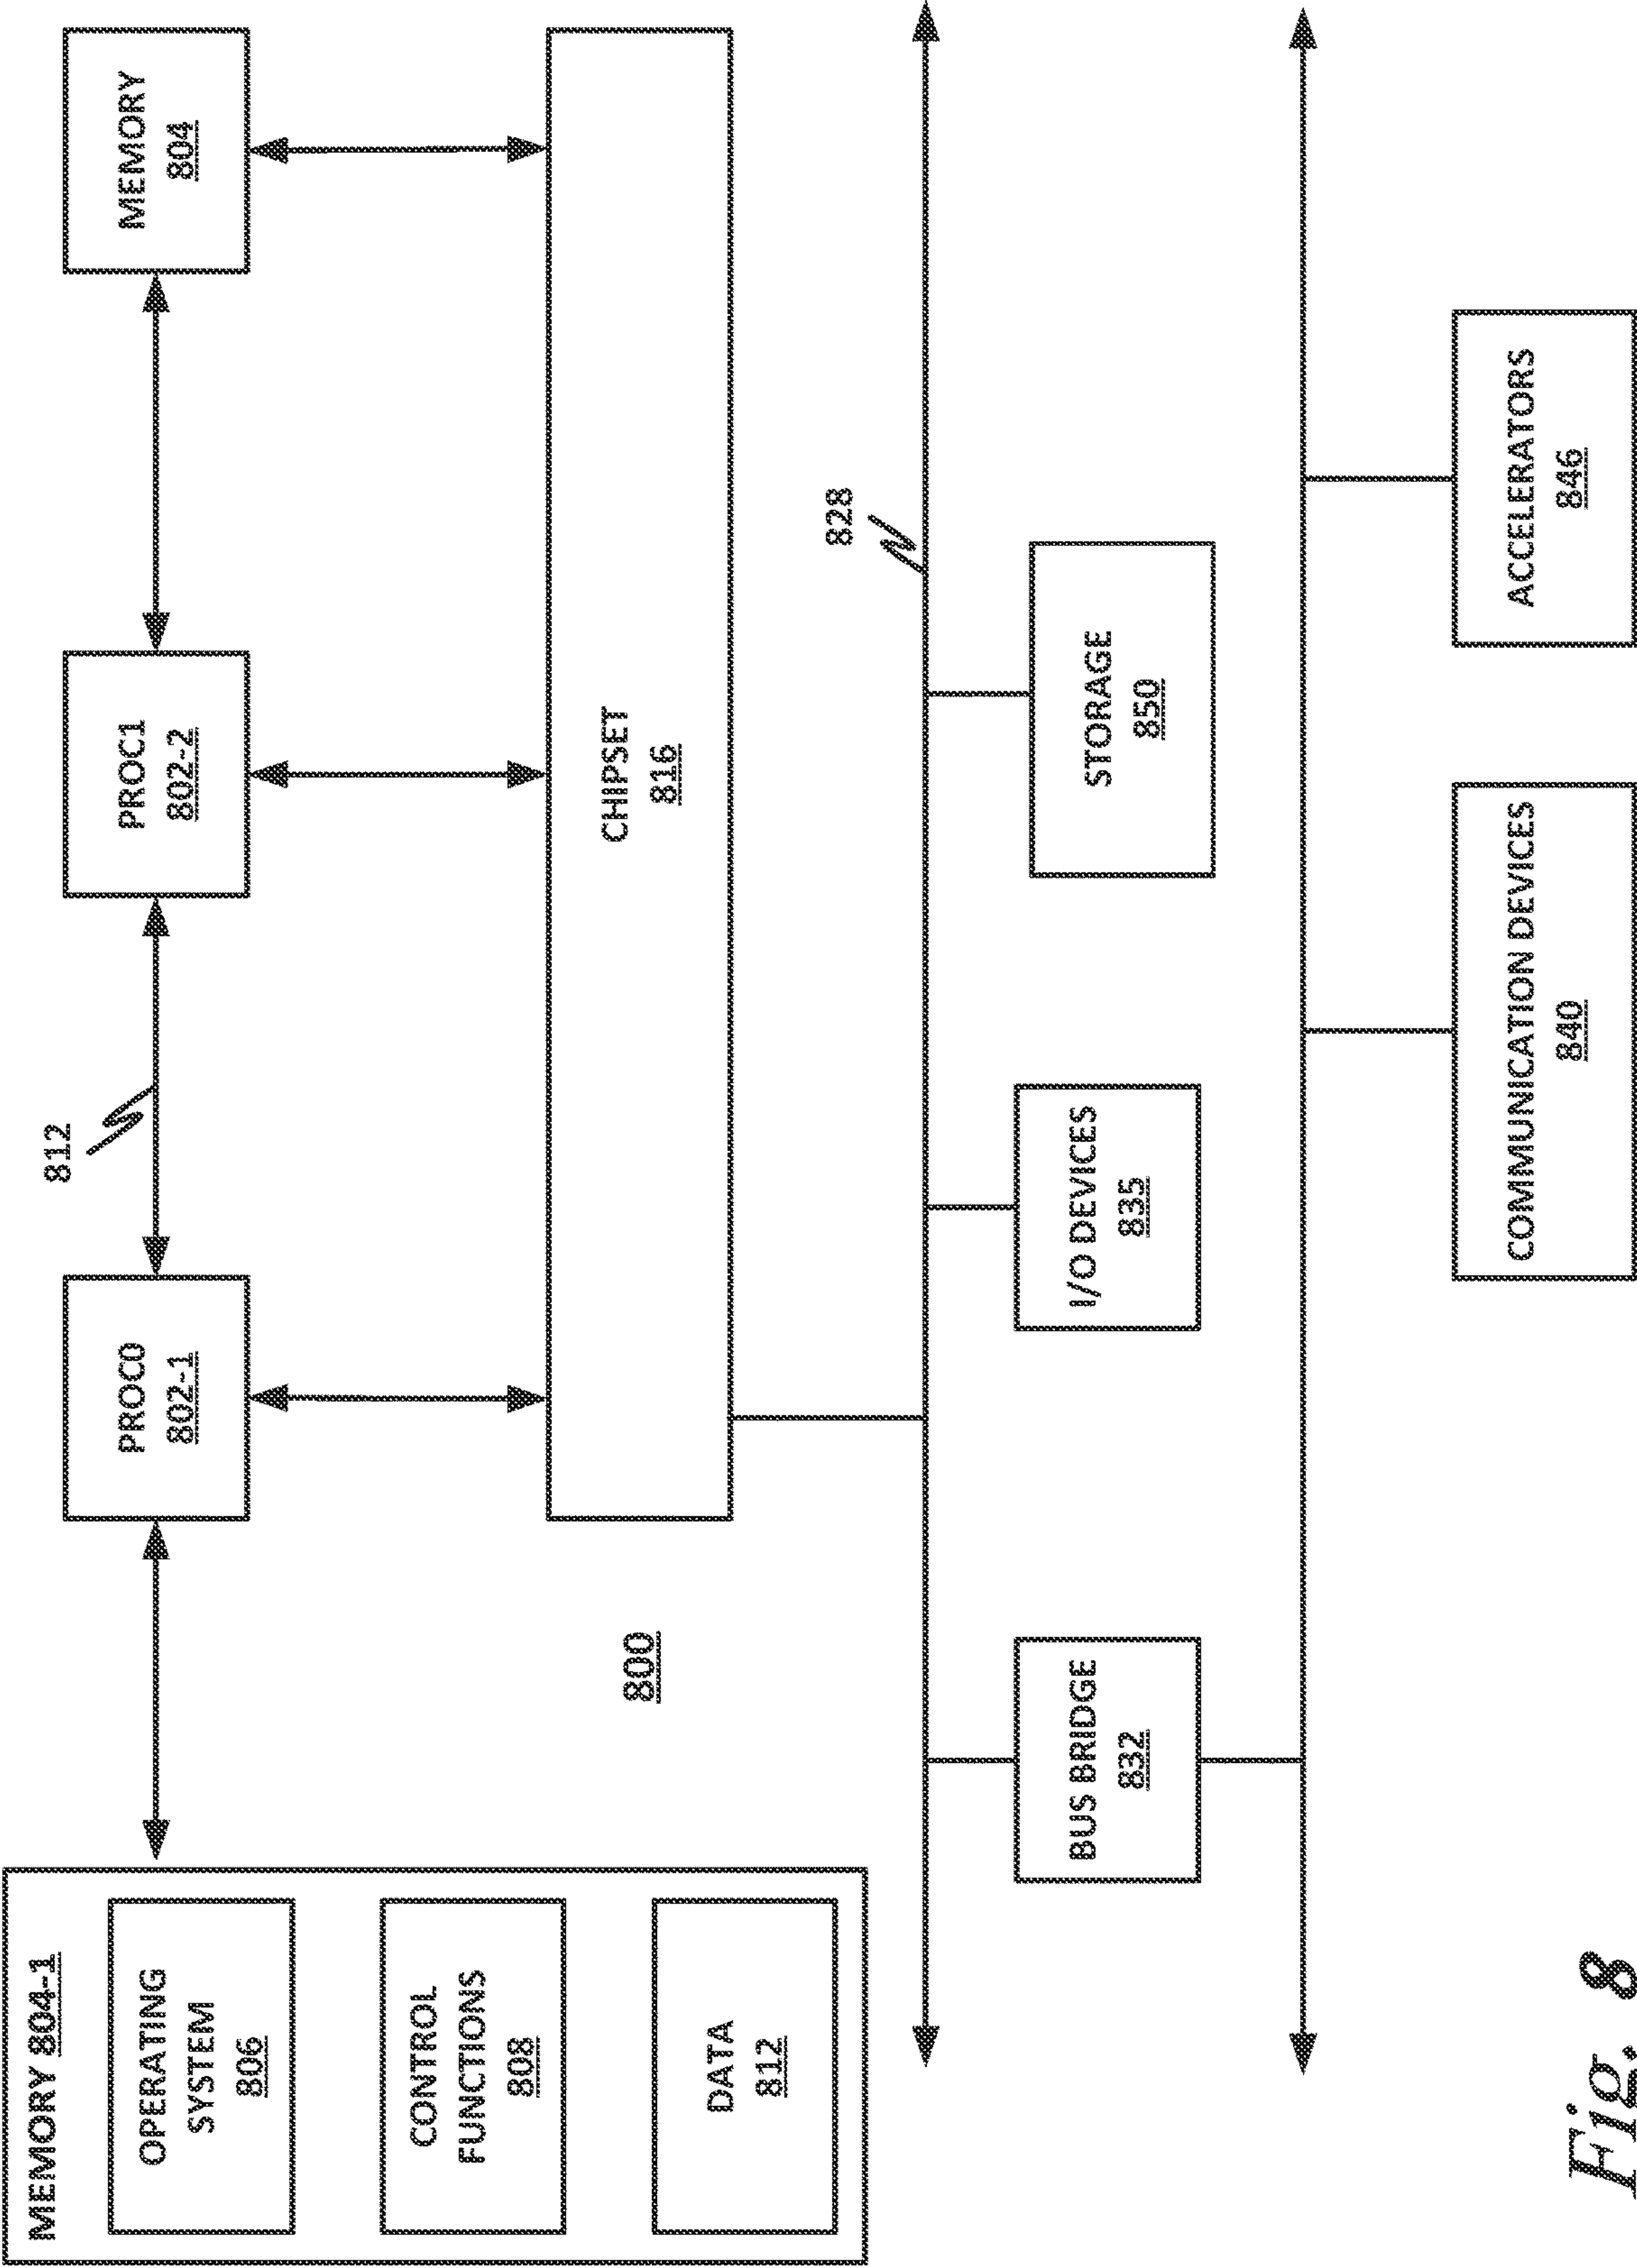 MEMORY 804-1
OPERATING
SYSTEM
806
CONTROL
FUNCTIONS
808
DATA
812
PROC0
802-1
812
PROC1
802-2
MEMORY
804
CHIPSET
816
800
828
BUS BRIDGE
832
I/O DEVICES
835
STORAGE
850
COMMUNICATION DEVICES
840
ACCELERATORS
846
Fig. 8